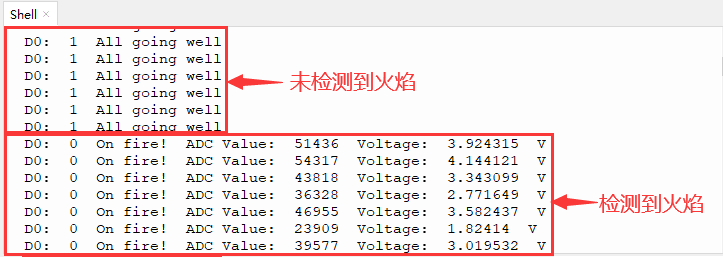 Shell ×
D0: 1 All going well
D0: 1 All going well
D0: 1 All going well
D0: 1 All going well
D0: 1 All going well
D0: 1 All going well
未检测到火焰
D0: 0 On fire! ADC Value: 51436 Voltage: 3.924315 V
D0: 0 On fire! ADC Value: 54317 Voltage: 4.144121 V
D0: 0 On fire! ADC Value: 43818 Voltage: 3.343099 V
D0: 0 On fire! ADC Value: 36328 Voltage: 2.771649 V
D0: 0 On fire! ADC Value: 46955 Voltage: 3.582437 V
D0: 0 On fire! ADC Value: 23909 Voltage: 1.82414 V
D0: 0 On fire! ADC Value: 39577 Voltage: 3.019532 V
检测到火焰